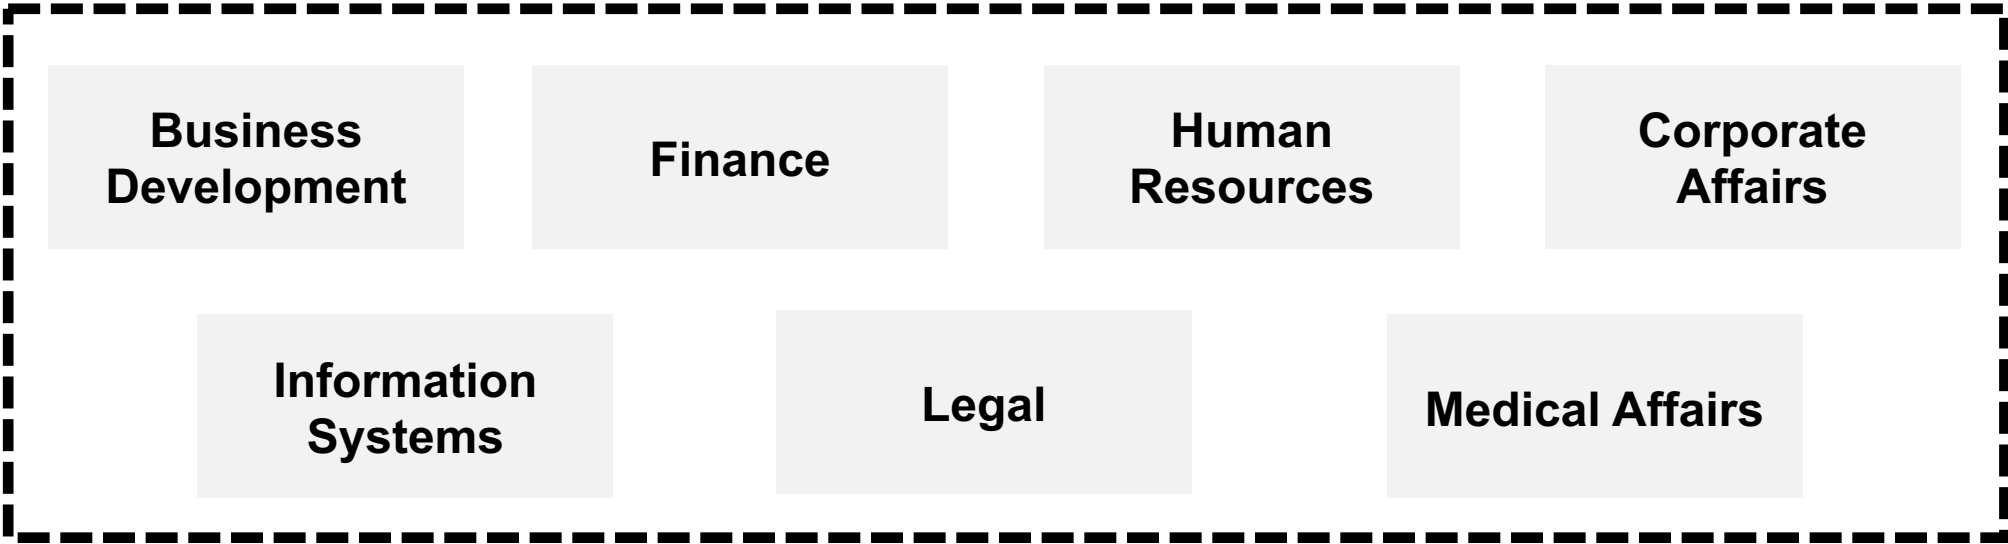 Business
Development
Finance
Human
Resources
Corporate
Affairs
Information
Systems
Legal
Medical Affairs